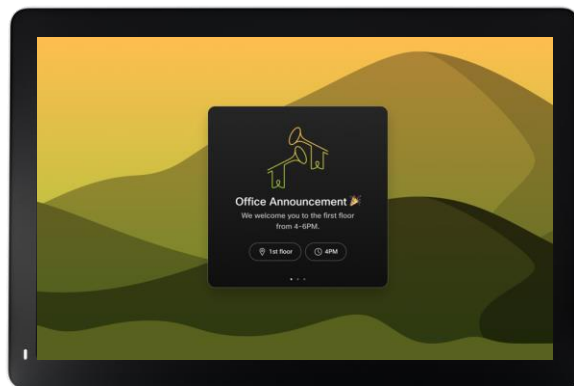 Office Announcement 🎉
We welcome you to the first floor
from 4-6PM.
1st floor
4PM